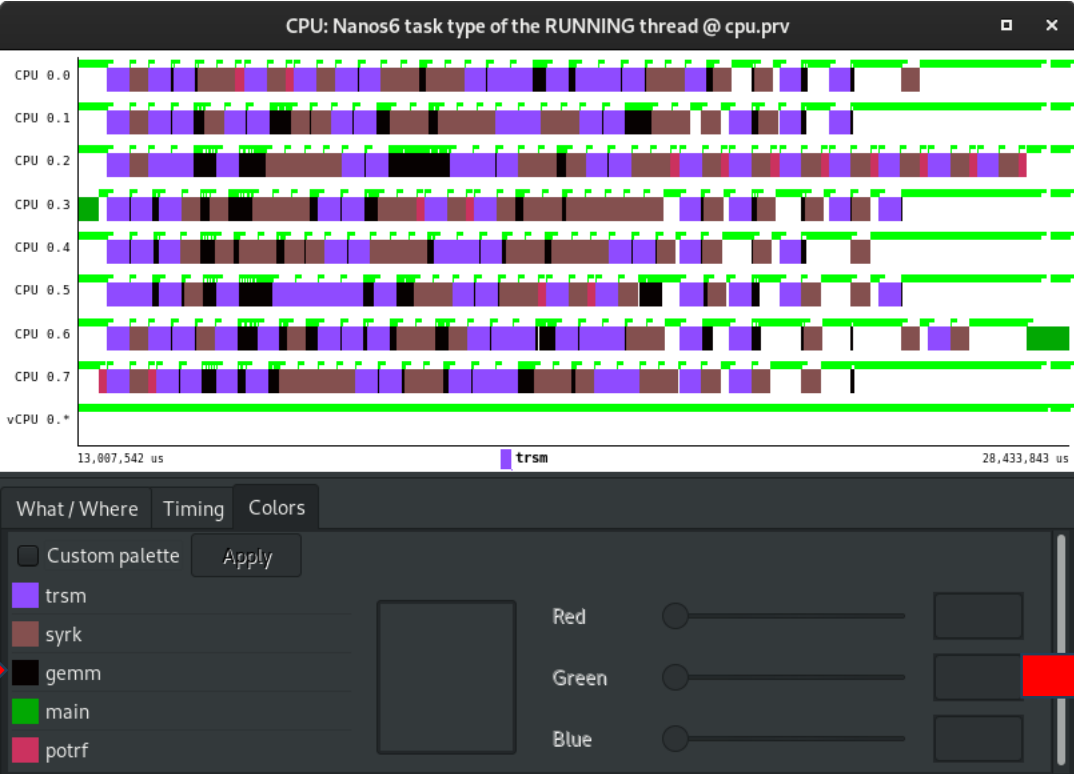 CPU: Nanos6 task type of the RUNNING thread @ cpu.prv
CPU 0.0
CPU 0.1
CPU 0.2
CPU 0.3
CPU 0.4
CPU 0.5
CPU 0.6
CPU 0.7
vCPU 0.*
13,007,542 us
trsm
28,433,843 us
What / Where
Timing
Colors
Custom palette
Apply
trsm
syrk
gemm
main
potrf
Red
Green
Blue